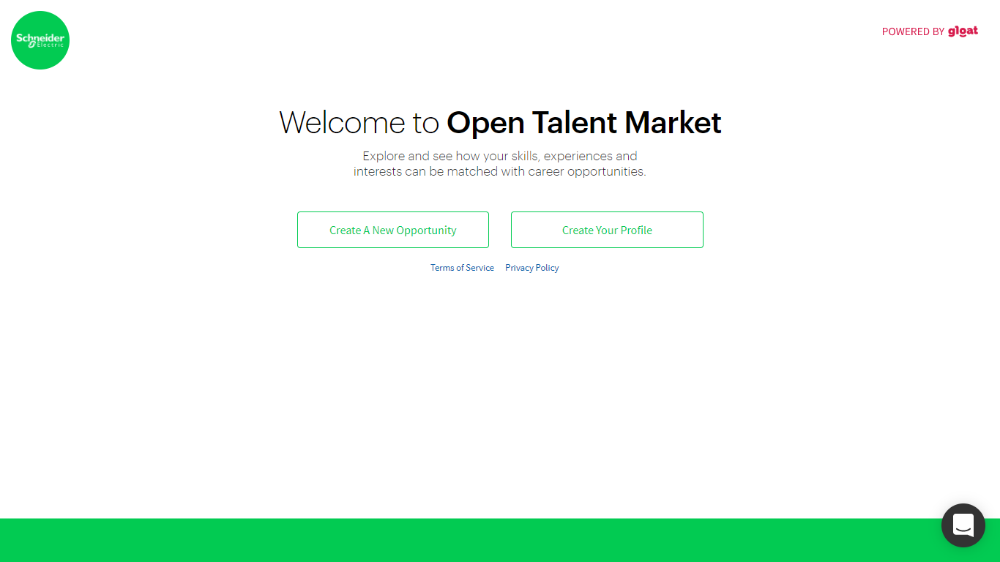 Schneider
Electric
POWERED BY gloat
Welcome to Open Talent Market
Explore and see how your skills, experiences and
interests can be matched with career opportunities.
Create A New Opportunity
Create Your Profile
Terms of Service
Privacy Policy